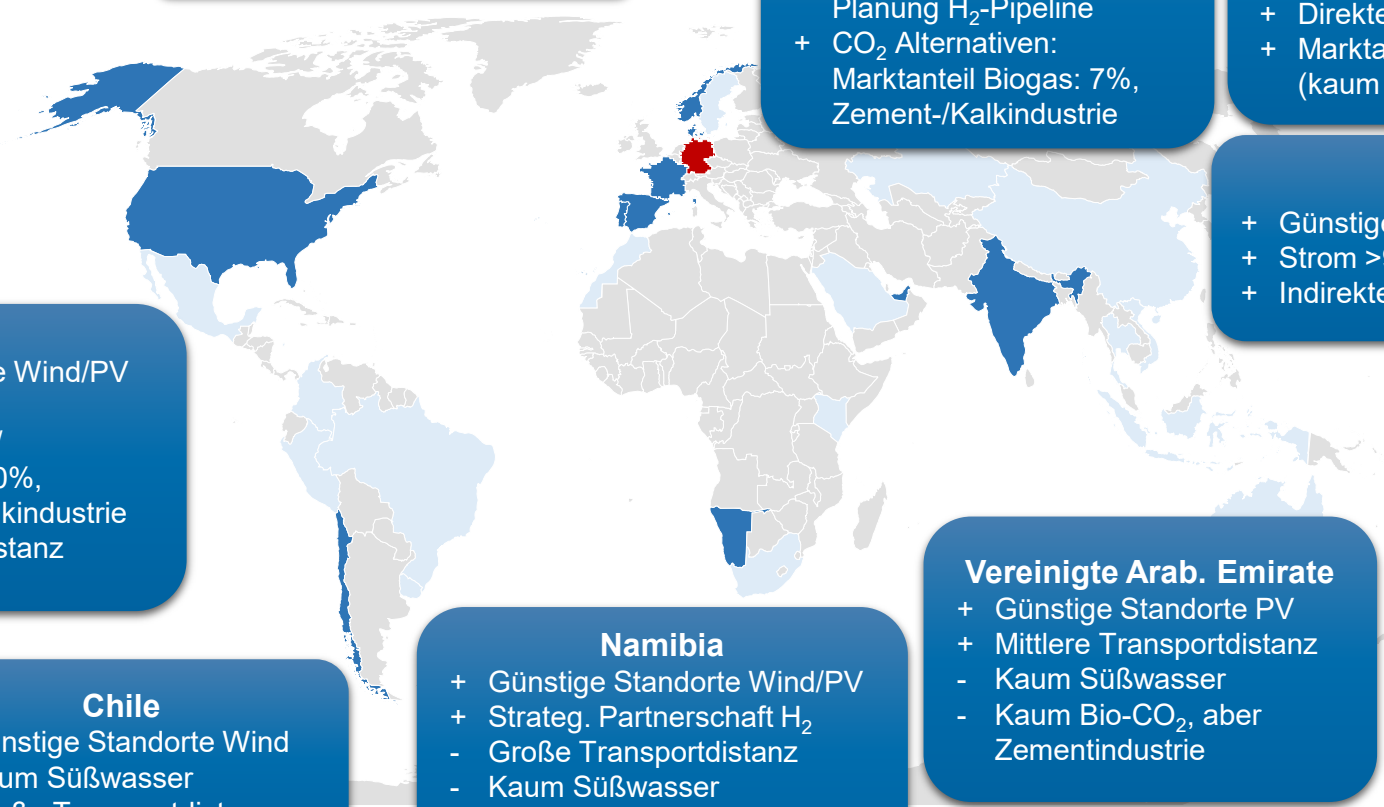 Planung H₂-Pipeline
+ CO₂ Alternativen:
Marktanteil Biogas: 7%,
Zement-/Kalkindustrie
+ Direkte
+ Markta
(kaum
+ Günstige
+ Strom >
+ Indirekte
e Wind/PV
0%,
kindustrie
stanz
Vereinigte Arab. Emirate
+ Günstige Standorte PV
+ Mittlere Transportdistanz
- Kaum Süßwasser
- Kaum Bio-CO₂, aber
Zementindustrie
Namibia
+ Günstige Standorte Wind/PV
+ Strateg. Partnerschaft H₂
- Große Transportdistanz
- Kaum Süßwasser
Chile
nstige Standorte Wind
um Süßwasser